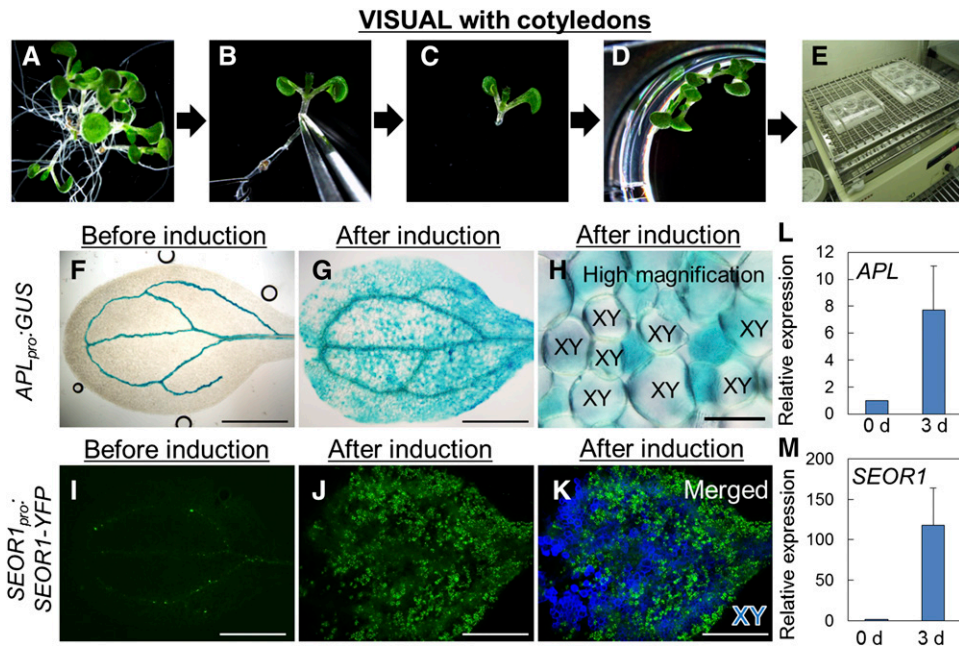 VISUAL with cotyledons
A
B
C
D
E
Before induction
After induction
After induction
APLpro:GUS
F
G
H
High magnification
XY
XY
XY
XY
XY
XY
XY
L
Relative expression
12
10
8
6
4
2
0
APL
0 d
3 d
Before induction
After induction
After induction
SEOR1pro:
SEOR1-YFP
I
J
K
Merged
XY
M
Relative expression
200
150
100
50
0
SEOR1
0 d
3 d